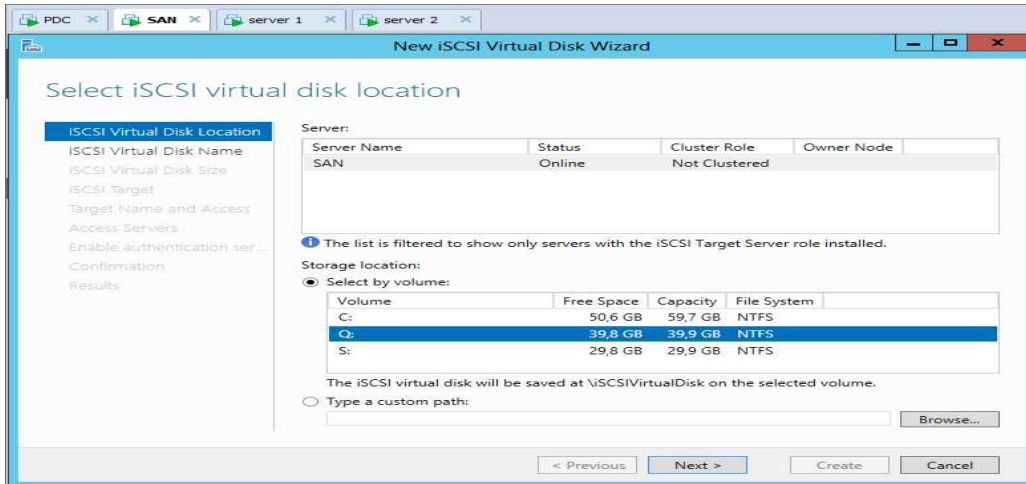 PDC SAN server 1 server 2
New iSCSI Virtual Disk Wizard
Select iSCSI virtual disk location
iSCSI Virtual Disk Location
iSCSI Virtual Disk Name
iSCSI Virtual Disk Size
iSCSI Target
Target Name and Access
Access Servers
Enable authentication ser...
Confirmation
Results
Server:
Server Name Status Cluster Role Owner Node
SAN Online Not Clustered
The list is filtered to show only servers with the iSCSI Target Server role installed.
Storage location:
Select by volume:
Volume Free Space Capacity File System
C: 50,6 GB 59,7 GB NTFS
Q: 39,8 GB 39,9 GB NTFS
S: 29,8 GB 29,9 GB NTFS
The iSCSI virtual disk will be saved at \iSCSIVirtualDisk on the selected volume.
Type a custom path:
Browse...
< Previous Next > Create Cancel